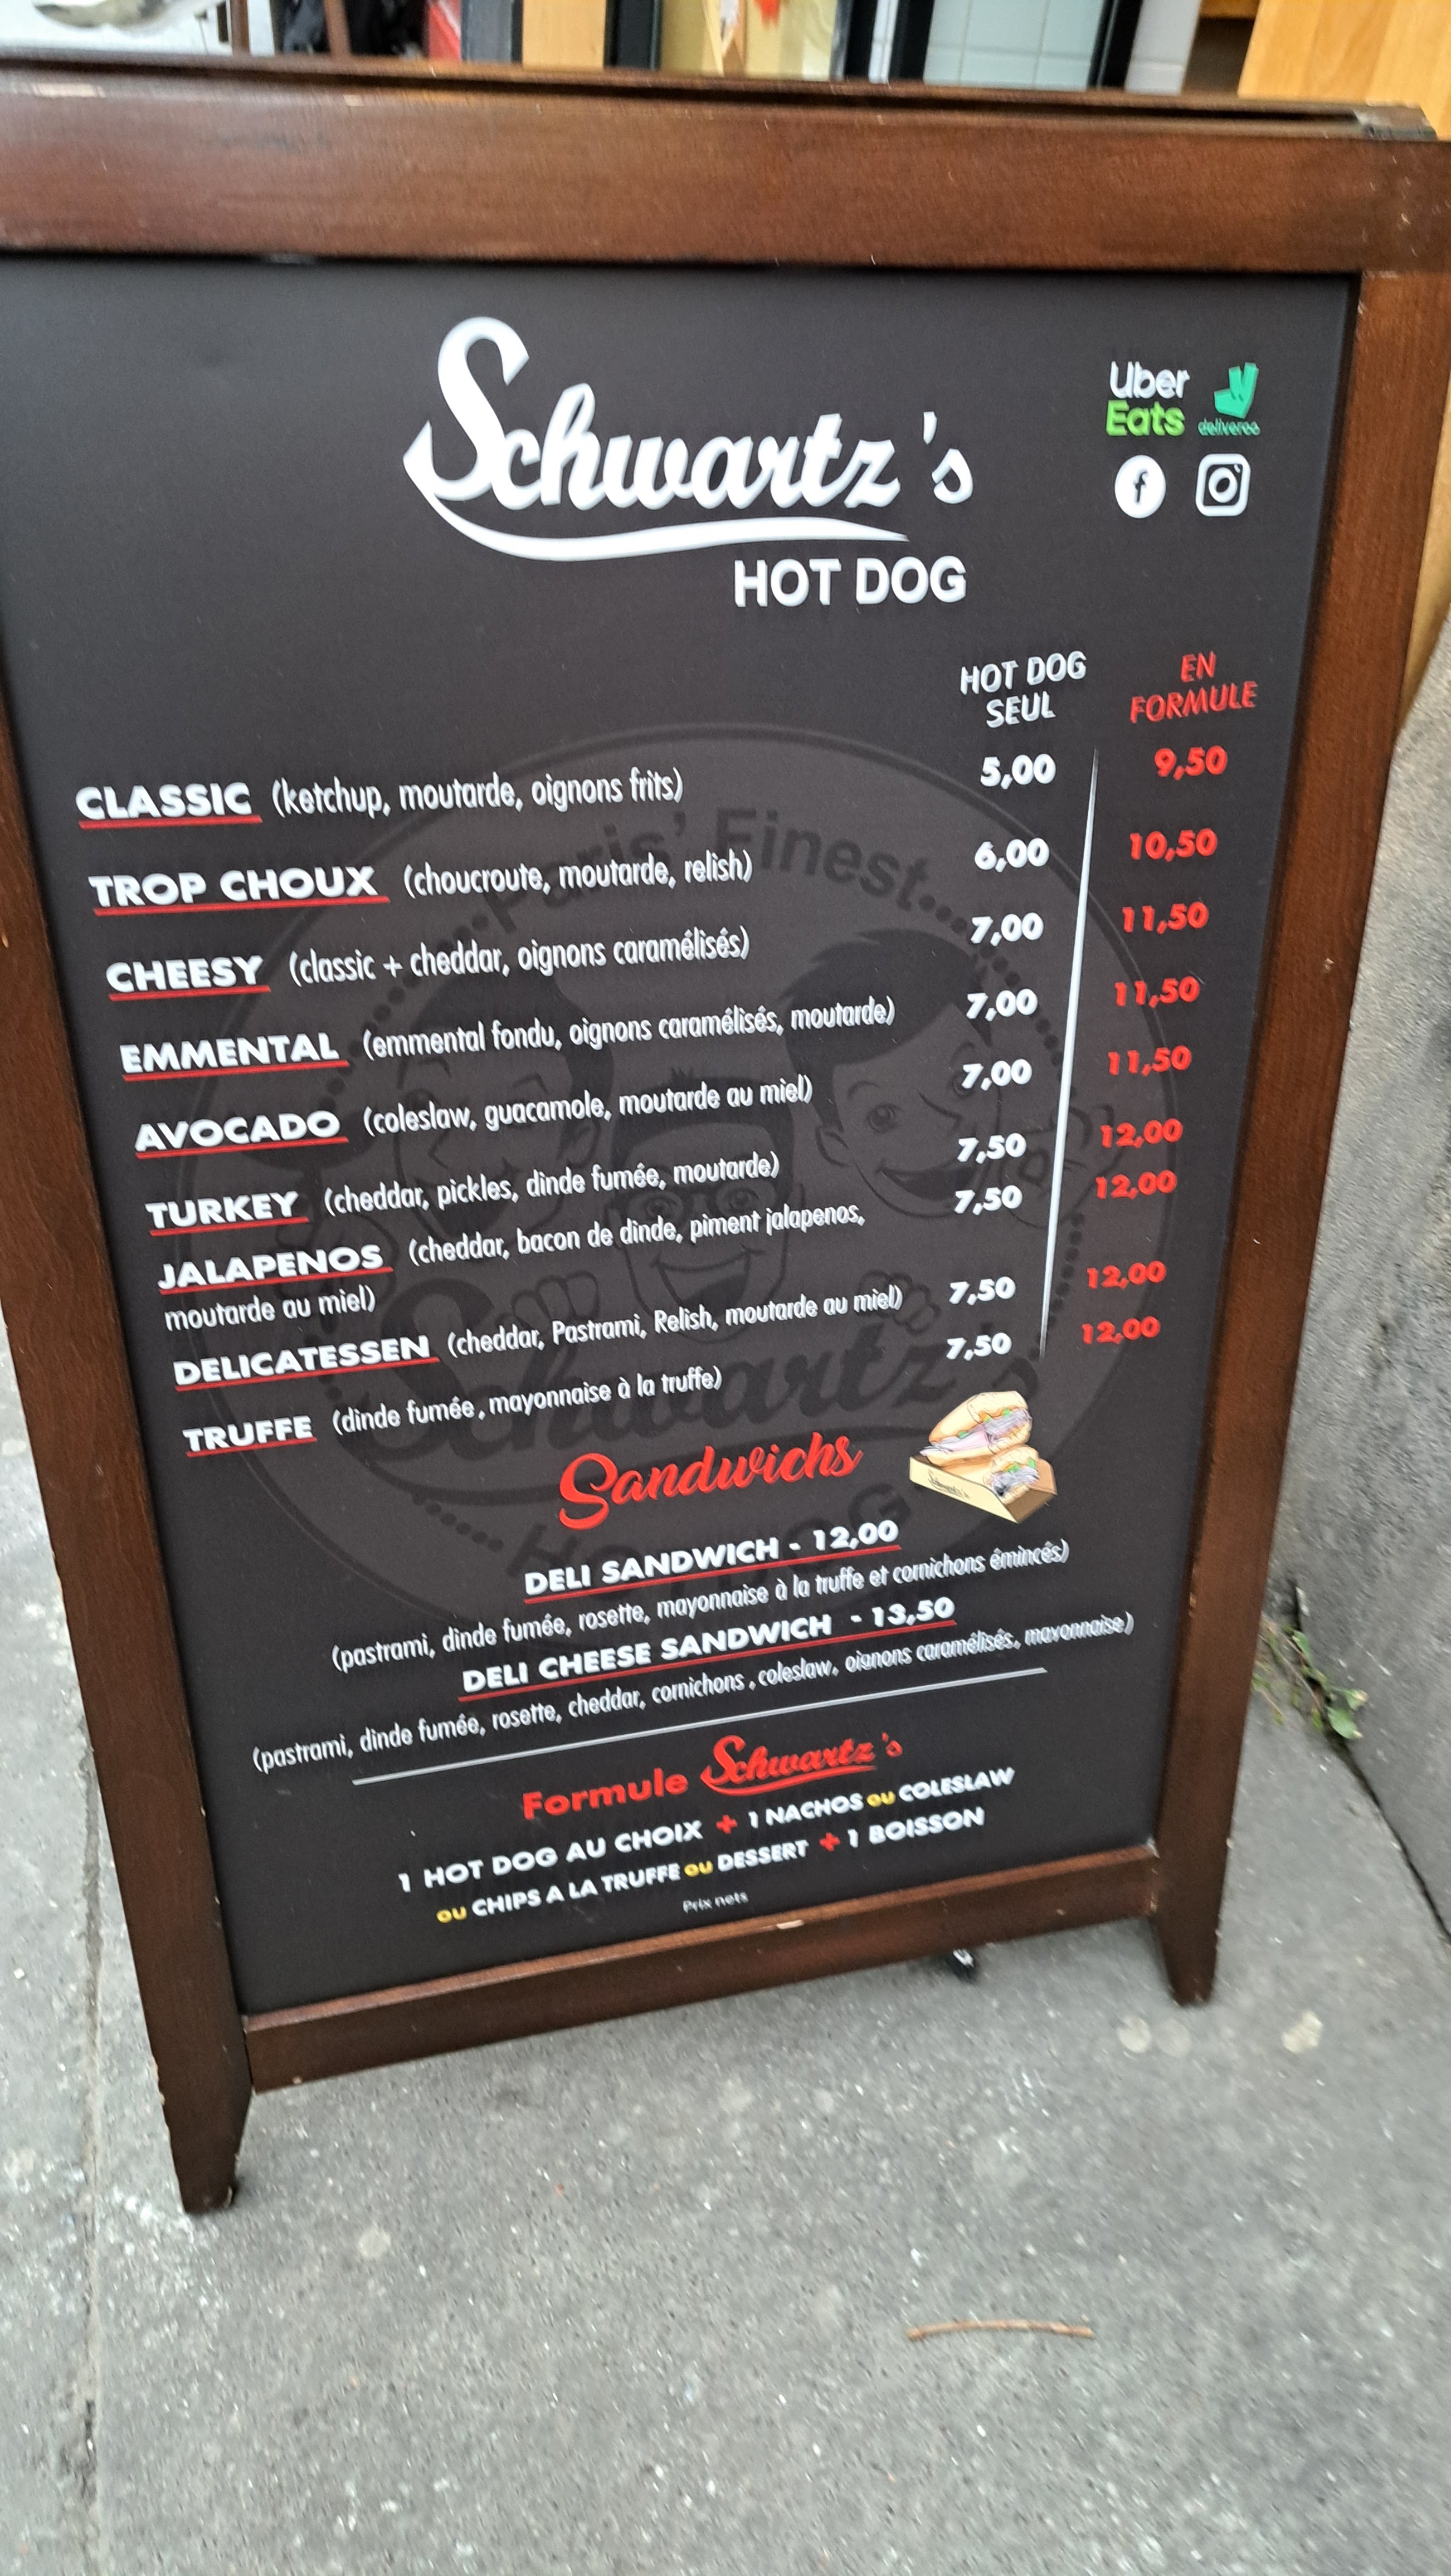 Schwartz's
HOT DOG
Uber
Eats
deliveroo
HOT DOG
SEUL
EN
FORMULE
CLASSIC (ketchup, moutarde, oignons frits) 5,00 9,50
TROP CHOUX (choucroute, moutarde, relish) 6,00 10,50
CHEESY (classic + cheddar, oignons caramélisés) 7,00 11,50
EMMENTAL (emmental fondu, oignons caramélisés, moutarde) 7,00 11,50
AVOCADO (coleslaw, guacamole, moutarde au miel) 7,00 11,50
TURKEY (cheddar, pickles, dinde fumée, moutarde) 7,50 12,00
JALAPENOS (cheddar, bacon de dinde, piment jalapenos, 7,50 12,00
moutarde au miel)
DELICATESSEN (cheddar, Pastrami, Relish, moutarde au miel) 7,50 12,00
TRUFFE (dinde fumée, mayonnaise à la truffe) 7,50 12,00
Paris' Finest
Schwartz's
HOT DOG
Sandwichs
Schwartz's
DELI SANDWICH - 12,00
(pastrami, dinde fumée, rosette, mayonnaise à la truffe et cornichons émincés)
DELI CHEESE SANDWICH - 13,50
(pastrami, dinde fumée, rosette, cheddar, cornichons , coleslaw, oignons caramélisés, mayonnaise)
Formule Schwartz's
1 HOT DOG AU CHOIX + 1 NACHOS ou COLESLAW
ou CHIPS A LA TRUFFE ou DESSERT + 1 BOISSON
Prix nets